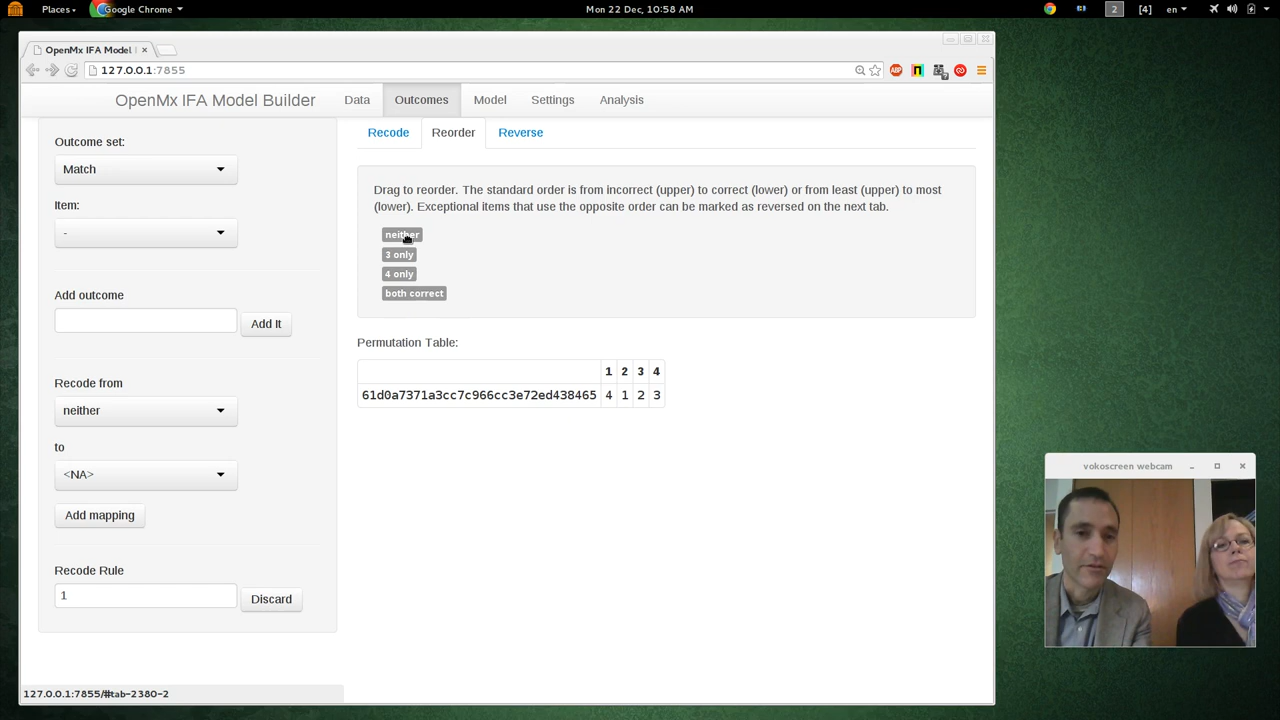 Places
Google Chrome
Mon 22 Dec, 10:58 AM
2
[4]
en
OpenMx IFA Model
127.0.0.1:7855
ABP
OpenMx IFA Model Builder
Data
Outcomes
Model
Settings
Analysis
Outcome set:
Match
Item:
-
Add outcome
Add It
Recode from
neither
to
<NA>
Add mapping
Recode Rule
1
Discard
Recode
Reorder
Reverse
Drag to reorder. The standard order is from incorrect (upper) to correct (lower) or from least (upper) to most
(lower). Exceptional items that use the opposite order can be marked as reversed on the next tab.
neither
3 only
4 only
both correct
Permutation Table:
1 2 3 4
61d0a7371a3cc7c966cc3e72ed438465 4 1 2 3
127.0.0.1:7855/#tab-2380-2
vokoscreen webcam